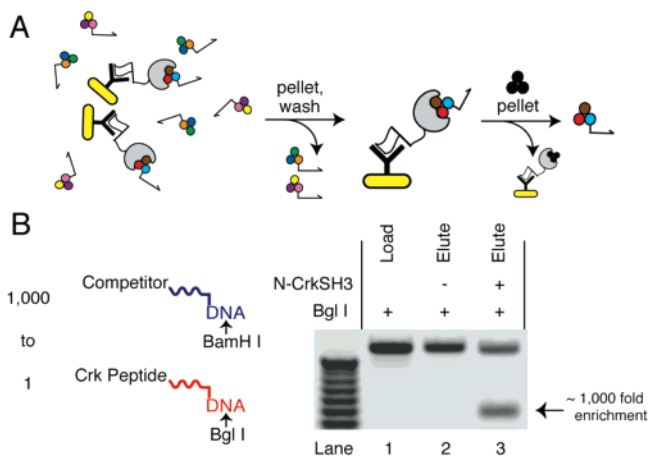 A
pellet,
wash
pellet
B
Load
Elute
Elute
N-CrkSH3 - +
Bgl I + + +
1,000
to
1
Competitor
DNA
BamH I
Crk Peptide
DNA
Bgl I
~ 1,000 fold
enrichment
Lane 1 2 3